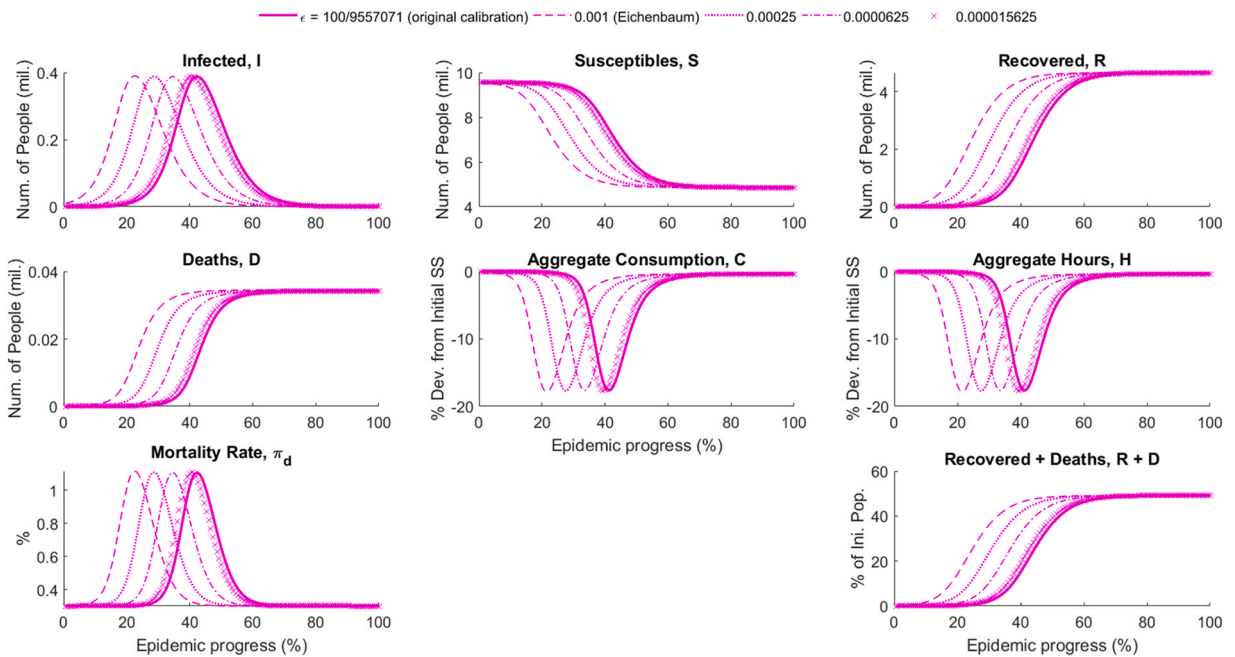 ϵ = 100/9557071 (original calibration) 0.001 (Eichenbaum) 0.00025 0.0000625 0.000015625
Infected, I
Num. of People (mil.)
0.4
0.2
0
0 20 40 60 80 100
Susceptibles, S
Num. of People (mil.)
10
8
6
4
0 20 40 60 80 100
Recovered, R
Num. of People (mil.)
4
2
0
0 20 40 60 80 100
Deaths, D
Num. of People (mil.)
0.04
0.02
0
0 20 40 60 80 100
Aggregate Consumption, C
% Dev. from Initial SS
0
-10
-20
0 20 40 60 80 100
Epidemic progress (%)
Aggregate Hours, H
% Dev. from Initial SS
0
-10
-20
0 20 40 60 80 100
Mortality Rate, π_d
%
1
0.8
0.6
0.4
0 20 40 60 80 100
Epidemic progress (%)
Recovered + Deaths, R + D
% of Ini. Pop.
60
40
20
0
0 20 40 60 80 100
Epidemic progress (%)